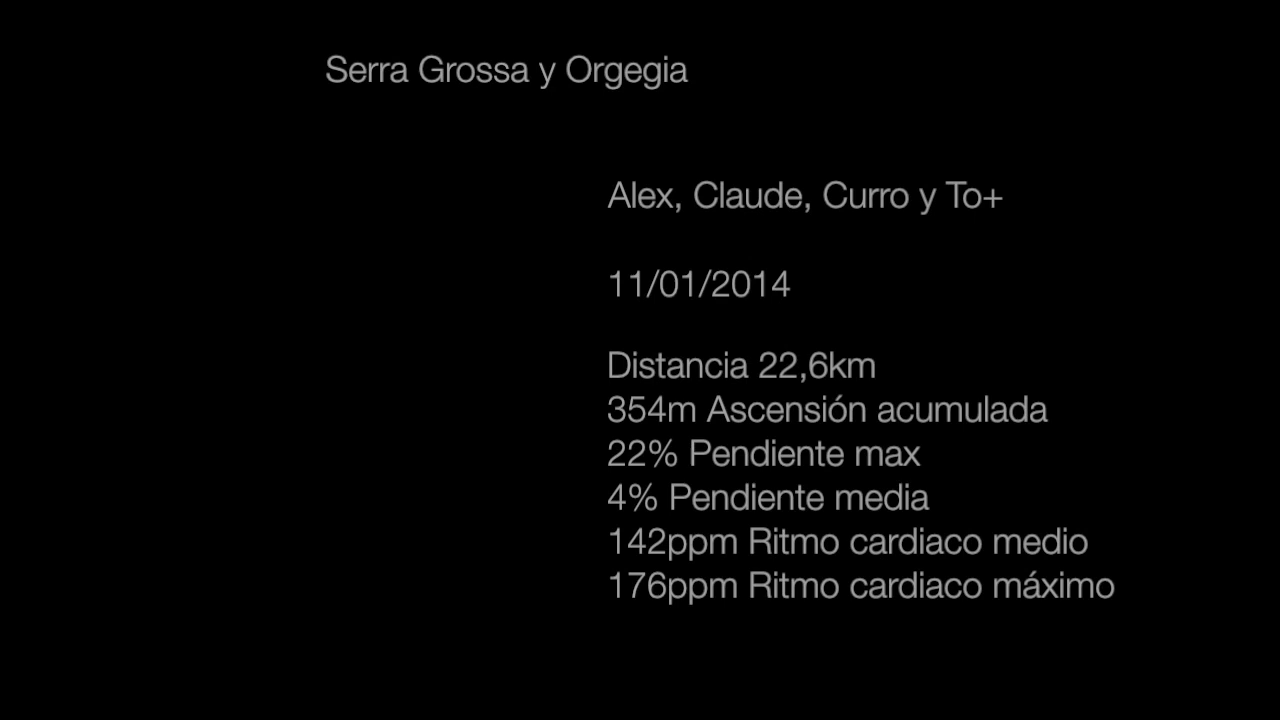 Serra Grossa y Orgegia
Alex, Claude, Curro y To+
11/01/2014
Distancia 22,6km
354m Ascensión acumulada
22% Pendiente max
4% Pendiente media
142ppm Ritmo cardiaco medio
176ppm Ritmo cardiaco máximo